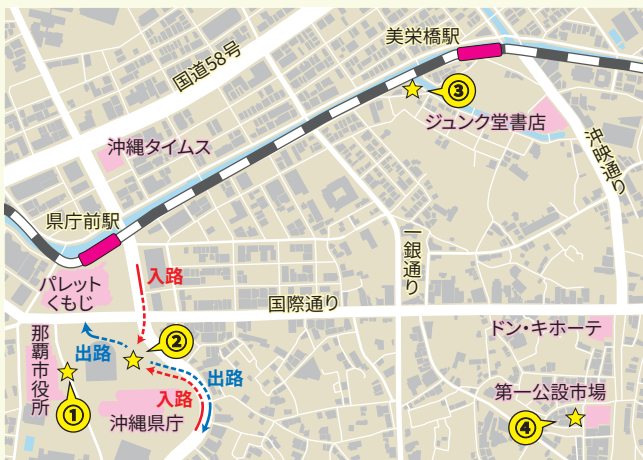 美栄橋駅
国道58号
③
ジュンク堂書店
沖映通り
沖縄タイムス
県庁前駅
一銀通り
入路
パレット
くもじ
国際通り
那覇市役所
出路
②
ドン・キホーテ
出路
入路
第一公設市場
①
沖縄県庁
④